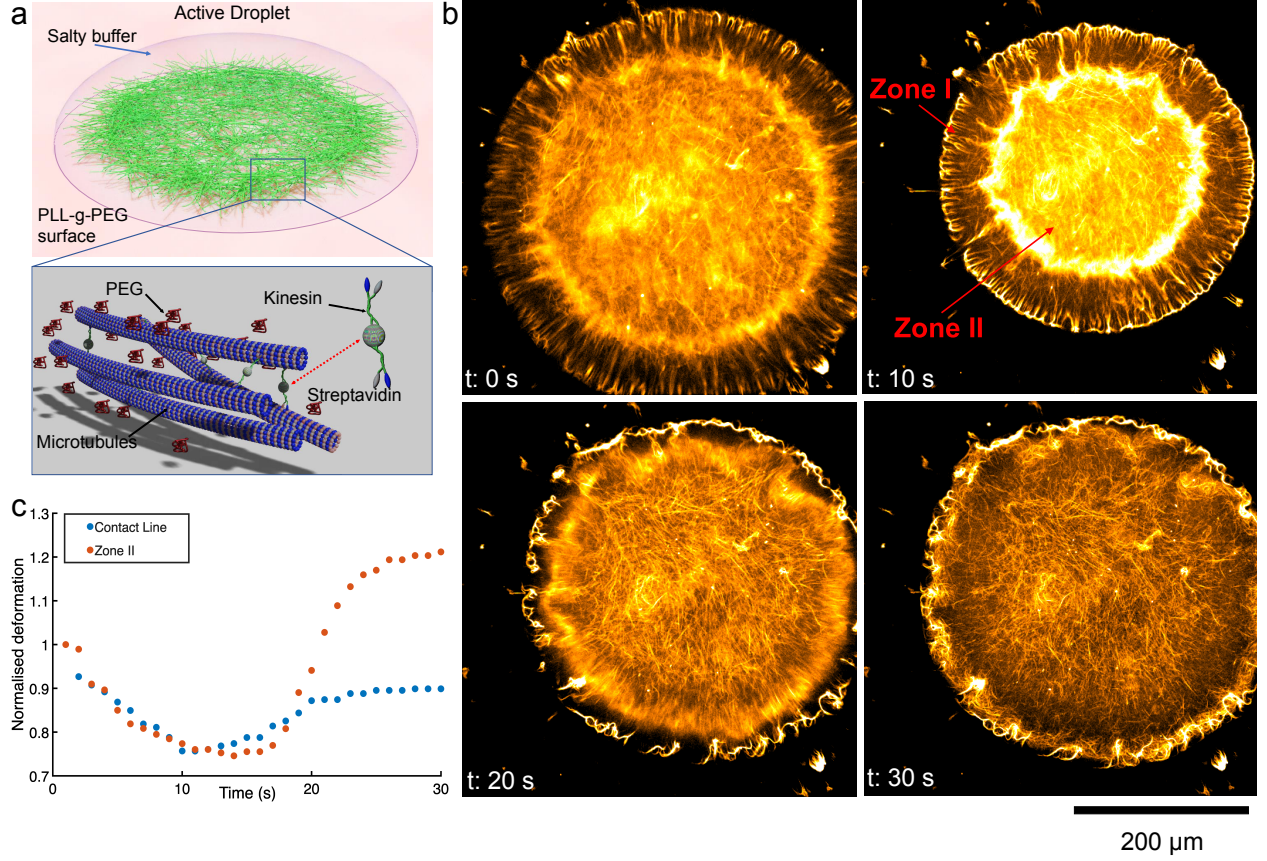 a
Active Droplet
Salty buffer
PLL-g-PEG
surface
PEG
Kinesin
Streptavidin
Microtubules
b
Zone I
Zone II
t: 0 s
t: 10 s
t: 20 s
t: 30 s
200 µm
c
1.3
1.2
1.1
1
0.9
0.8
0.7
Normalised deformation
Contact Line
Zone II
10
20
30
Time (s)